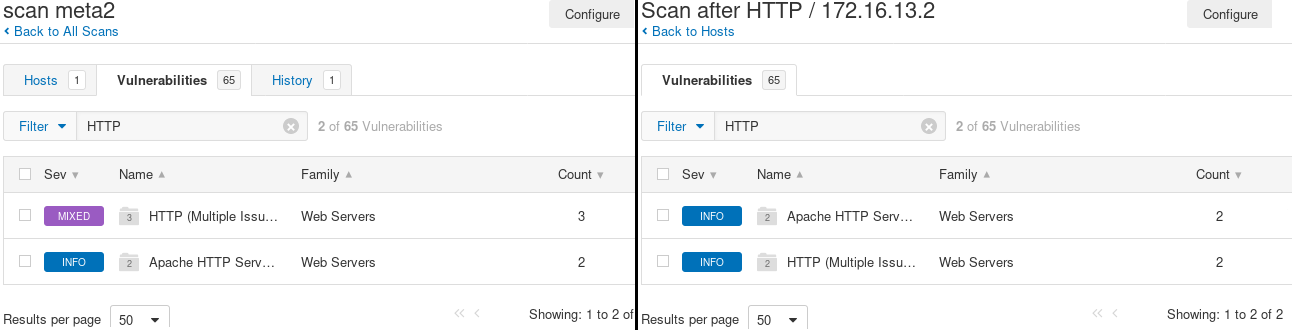 scan meta2
Configure
Back to All Scans
Hosts 1 Vulnerabilities 65 History 1
Filter HTTP 2 of 65 Vulnerabilities
Sev Name Family Count
MIXED 3 HTTP (Multiple Issu... Web Servers 3
INFO 2 Apache HTTP Serv... Web Servers 2
Results per page 50 Showing: 1 to 2 of
Scan after HTTP / 172.16.13.2
Configure
Back to Hosts
Vulnerabilities 65
Filter HTTP 2 of 65 Vulnerabilities
Sev Name Family Count
INFO 2 Apache HTTP Serv... Web Servers 2
INFO 2 HTTP (Multiple Issu... Web Servers 2
Results per page 50 Showing: 1 to 2 of 2